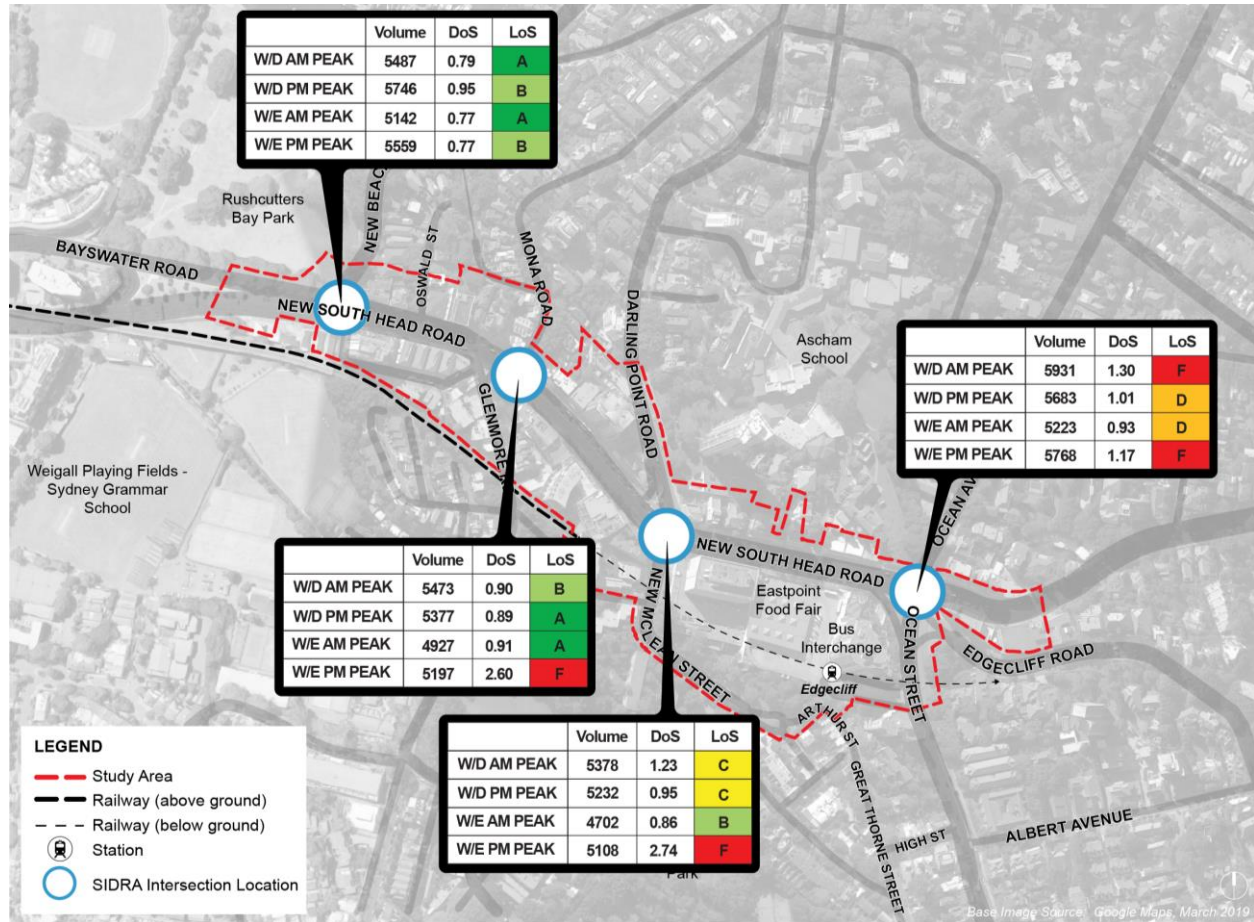 Volume DoS LoS
W/D AM PEAK 5487 0.79 A
W/D PM PEAK 5746 0.95 B
W/E AM PEAK 5142 0.77 A
W/E PM PEAK 5559 0.77 B
Rushcutters
Bay Park
NEW BEAC
BAYSWATER ROAD
OSWALD ST
MONA ROAD
NEW SOUTH HEAD ROAD
DARLING POINT ROAD
Ascham
School
Volume DoS LoS
W/D AM PEAK 5931 1.30 F
W/D PM PEAK 5683 1.01 D
W/E AM PEAK 5223 0.93 D
W/E PM PEAK 5768 1.17 F
GLENMORE
Weigall Playing Fields -
Sydney Grammar
School
OCEAN AV
NEW SOUTH HEAD ROAD
Volume DoS LoS
W/D AM PEAK 5473 0.90 B
W/D PM PEAK 5377 0.89 A
W/E AM PEAK 4927 0.91 A
W/E PM PEAK 5197 2.60 F
NEW MCLEAN STREET
Eastpoint
Food Fair
Bus
Interchange
Edgecliff
OCEAN STREET
EDGECLIFF ROAD
ARTHUR ST
GREAT THORNE STREET
HIGH ST
ALBERT AVENUE
Volume DoS LoS
W/D AM PEAK 5378 1.23 C
W/D PM PEAK 5232 0.95 C
W/E AM PEAK 4702 0.86 B
W/E PM PEAK 5108 2.74 F
Park
LEGEND
Study Area
Railway (above ground)
Railway (below ground)
Station
SIDRA Intersection Location
Base Image Source: Google Maps, March 2019